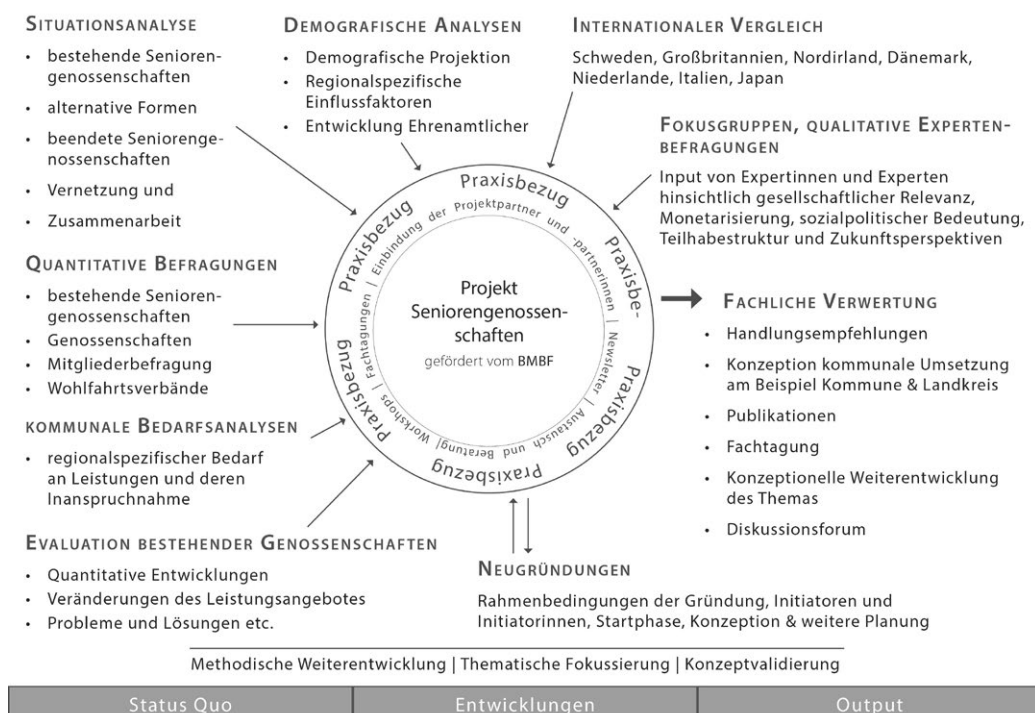 SITUATIONSANALYSE
• bestehende Senioren-
genossenschaften
• alternative Formen
• beendete Seniorenge-
nossenschaften
• Vernetzung und
• Zusammenarbeit
DEMOGRAFISCHE ANALYSEN
• Demografische Projektion
• Regionalspezifische
Einflussfaktoren
• Entwicklung Ehrenamtlicher
INTERNATIONALER VERGLEICH
Schweden, Großbritannien, Nordirland, Dänemark,
Niederlande, Italien, Japan
FOKUSGRUPPEN, QUALITATIVE EXPERTEN-
BEFRAGUNGEN
Input von Expertinnen und Experten
hinsichtlich gesellschaftlicher Relevanz,
Monetarisierung, sozialpolitischer Bedeutung,
Teilhabestruktur und Zukunftsperspektiven
QUANTITATIVE BEFRAGUNGEN
• bestehende Senioren-
genossenschaften
• Genossenschaften
• Mitgliederbefragung
• Wohlfahrtsverbände
KOMMUNALE BEDARFSANALYSEN
• regionalspezifischer Bedarf
an Leistungen und deren
Inanspruchnahme
EVALUATION BESTEHENDER GENOSSENSCHAFTEN
• Quantitative Entwicklungen
• Veränderungen des Leistungsangebotes
• Probleme und Lösungen etc.
Praxisbezug
Praxisbezug
Praxisbe-
Praxisbezug
Praxisbezug
Praxisbezug
Fachtagungen | Einbindung der Projektpartner und -partnerinnen | Newsletter | Austausch und Beratung| Workshops |
Projekt
Seniorengenossen-
schaften
gefördert vom BMBF
FACHLICHE VERWERTUNG
• Handlungsempfehlungen
• Konzeption kommunale Umsetzung
am Beispiel Kommune & Landkreis
• Publikationen
• Fachtagung
• Konzeptionelle Weiterentwicklung
des Themas
• Diskussionsforum
NEUGRÜNDUNGEN
Rahmenbedingungen der Gründung, Initiatoren und
Initiatorinnen, Startphase, Konzeption & weitere Planung
Methodische Weiterentwicklung | Thematische Fokussierung | Konzeptvalidierung
Status Quo
Entwicklungen
Output